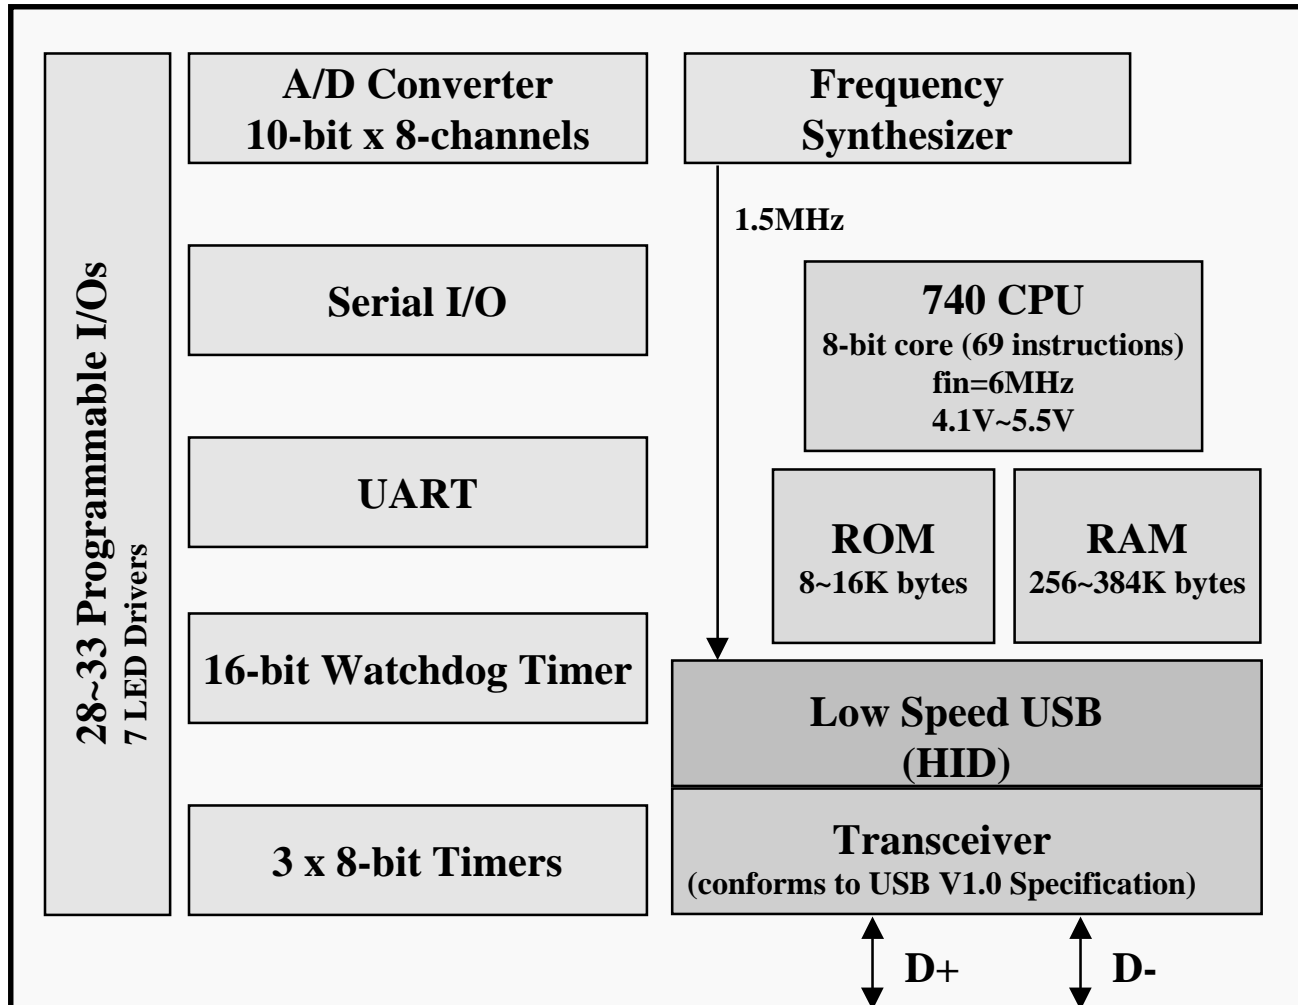 28~33 Programmable I/Os
7 LED Drivers
A/D Converter
10-bit x 8-channels
Serial I/O
UART
16-bit Watchdog Timer
3 x 8-bit Timers
Frequency
Synthesizer
1.5MHz
740 CPU
8-bit core (69 instructions)
fin=6MHz
4.1V~5.5V
ROM
8~16K bytes
RAM
256~384K bytes
Low Speed USB
(HID)
Transceiver
(conforms to USB V1.0 Specification)
D+
D-